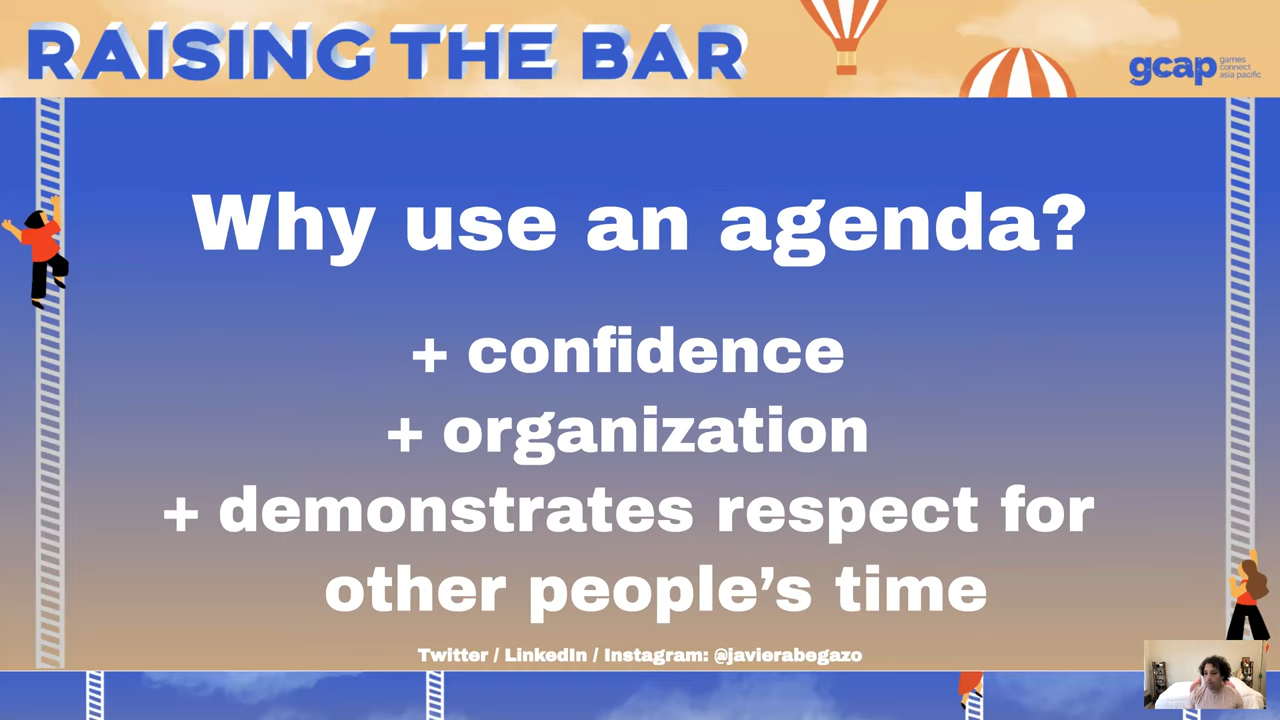 RAISING THE BAR
gcap games
connect
asia pacific
Why use an agenda?
+ confidence
+ organization
+ demonstrates respect for
other people’s time
Twitter / LinkedIn / Instagram: @javierabegazo